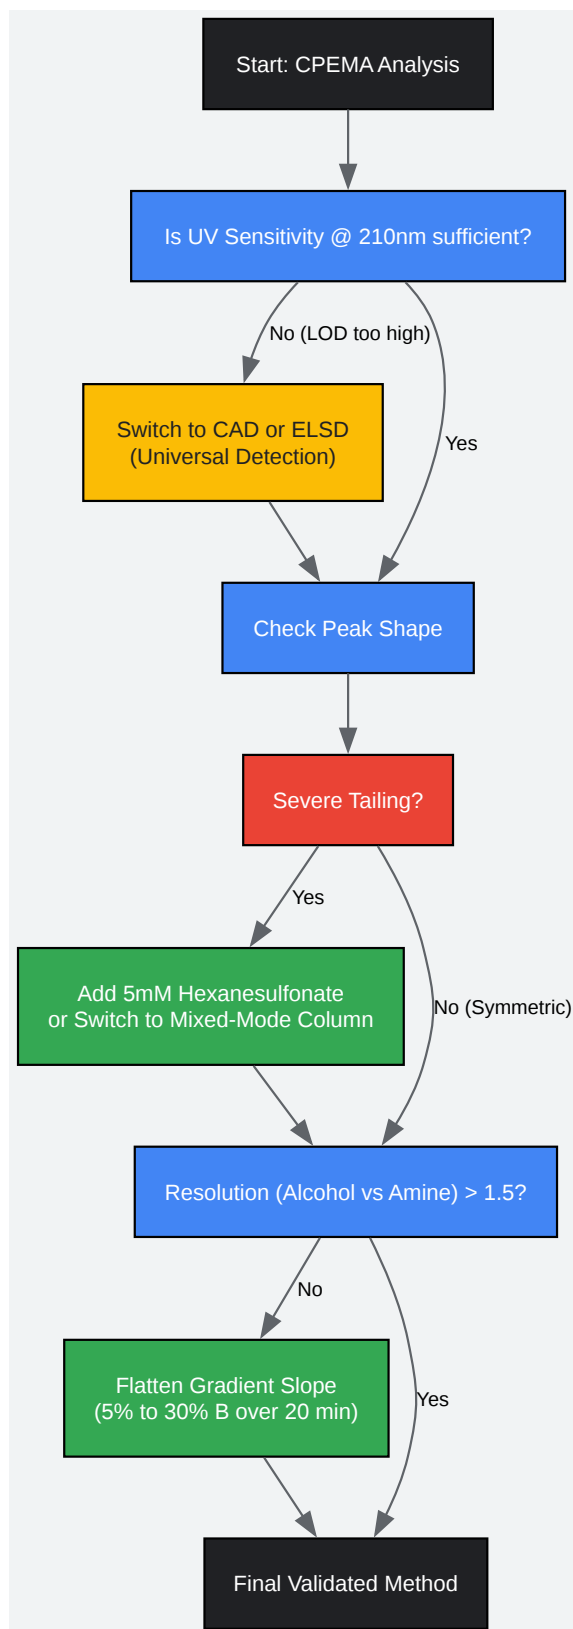 Start: CPEMA Analysis
Is UV Sensitivity @ 210nm sufficient?
No (LOD too high)
Switch to CAD or ELSD
(Universal Detection)
Yes
Check Peak Shape
Severe Tailing?
Yes
Add 5mM Hexanesulfonate
or Switch to Mixed-Mode Column
No (Symmetric)
Resolution (Alcohol vs Amine) > 1.5?
No
Flatten Gradient Slope
(5% to 30% B over 20 min)
Yes
Final Validated Method